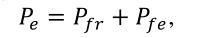 P_e = P_{fr} + P_{fe},